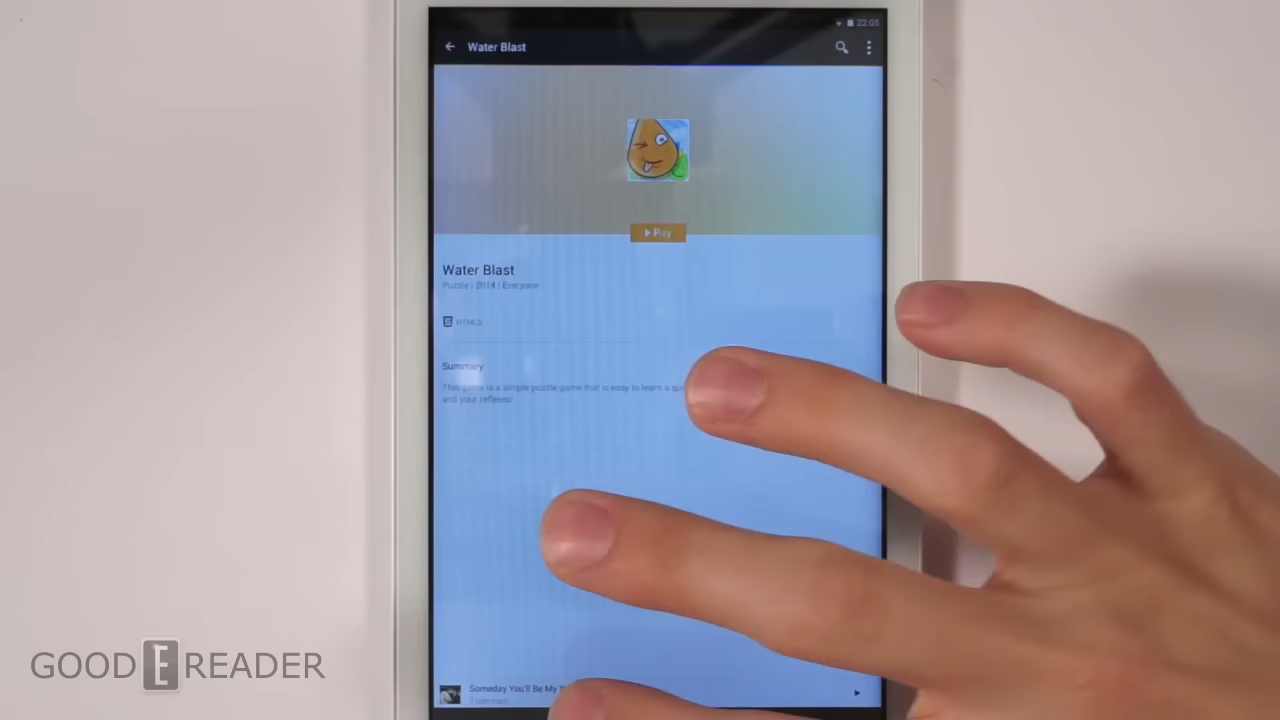 22:05
Water Blast
Play
Water Blast
Puzzle | 2014 | Everyone
HTML5
Summary
This game is a simple puzzle game that is easy to learn &
and your reflexes!
Someday You'll Be My
GOOD E READER